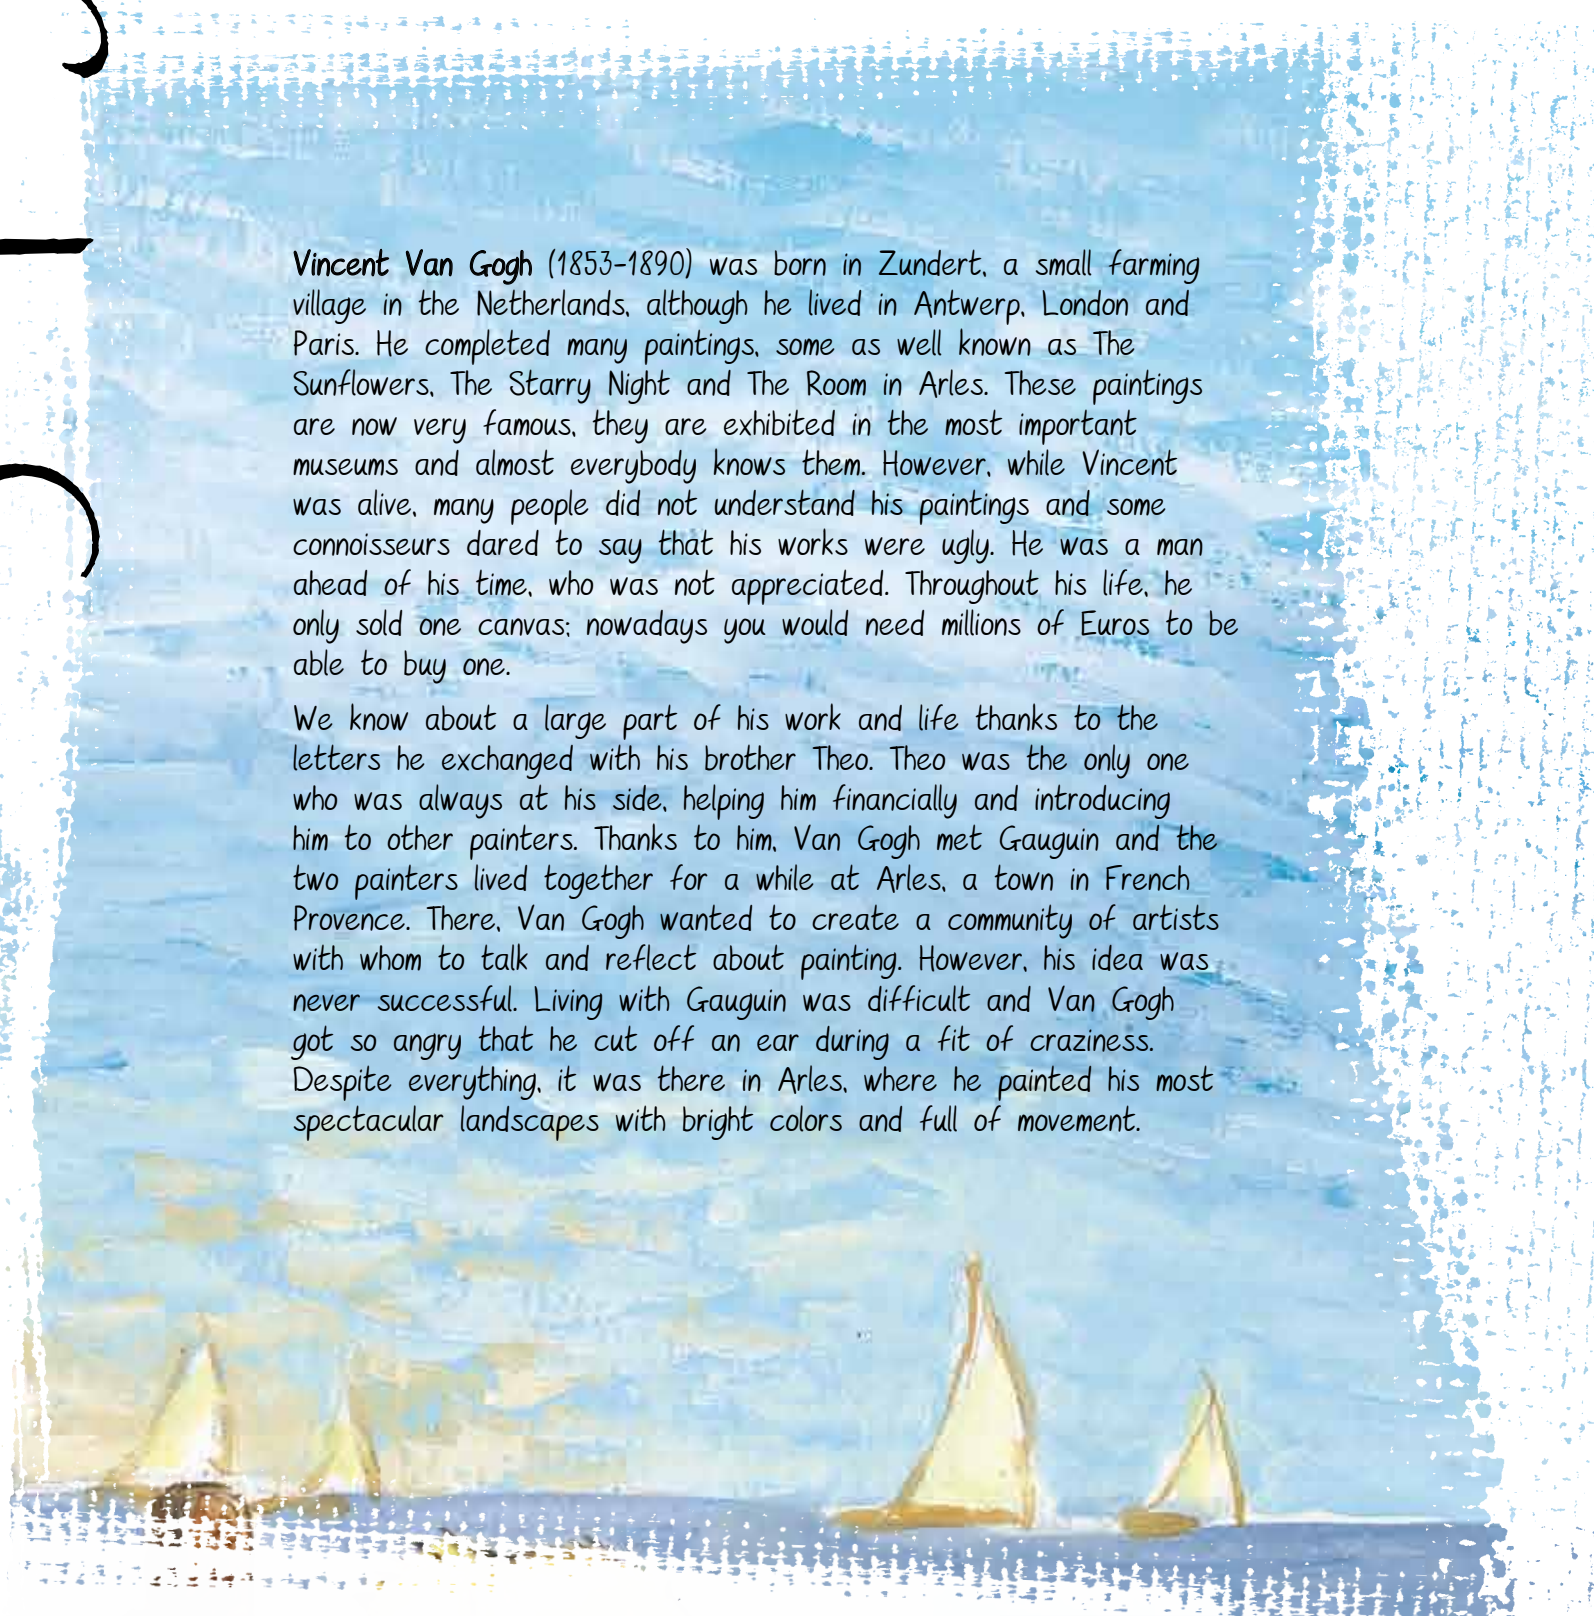 Vincent Van Gogh (1853-1890) was born in Zundert, a small farming
village in the Netherlands, although he lived in Antwerp, London and
Paris. He completed many paintings, some as well known as The
Sunflowers, The Starry Night and The Room in Arles. These paintings
are now very famous, they are exhibited in the most important
museums and almost everybody knows them. However, while Vincent
was alive, many people did not understand his paintings and some
connoisseurs dared to say that his works were ugly. He was a man
ahead of his time, who was not appreciated. Throughout his life, he
only sold one canvas; nowadays you would need millions of Euros to be
able to buy one.
We know about a large part of his work and life thanks to the
letters he exchanged with his brother Theo. Theo was the only one
who was always at his side, helping him financially and introducing
him to other painters. Thanks to him, Van Gogh met Gauguin and the
two painters lived together for a while at Arles, a town in French
Provence. There, Van Gogh wanted to create a community of artists
with whom to talk and reflect about painting. However, his idea was
never successful. Living with Gauguin was difficult and Van Gogh
got so angry that he cut off an ear during a fit of craziness.
Despite everything, it was there in Arles, where he painted his most
spectacular landscapes with bright colors and full of movement.